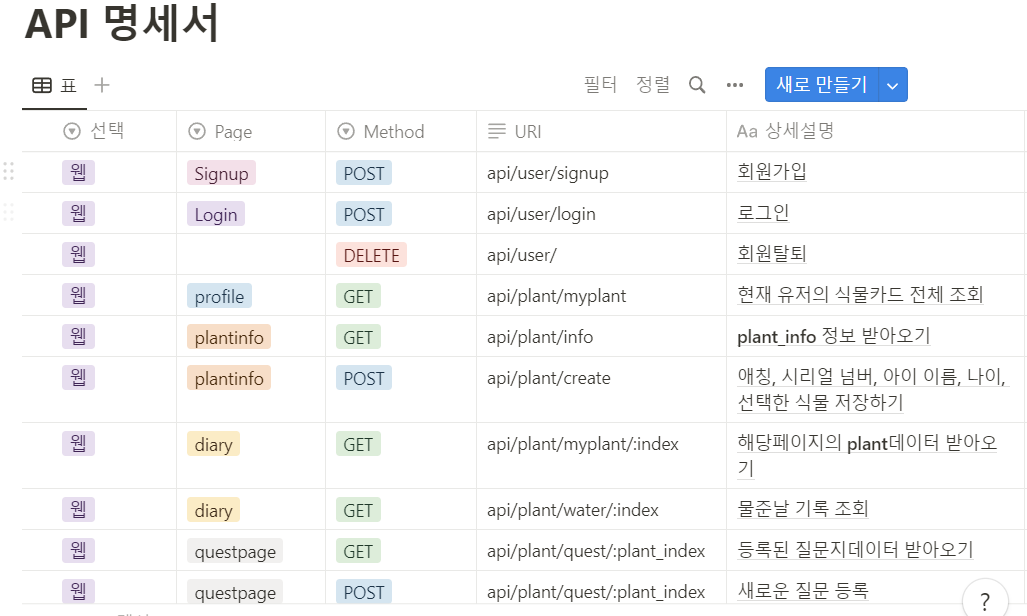 API 명세서
표
필터 정렬 새로 만들기
선택 Page Method URI Aa 상세설명
웹 Signup POST api/user/signup 회원가입
웹 Login POST api/user/login 로그인
웹 DELETE api/user/ 회원탈퇴
웹 profile GET api/plant/myplant 현재 유저의 식물카드 전체 조회
웹 plantinfo GET api/plant/info plant_info 정보 받아오기
웹 plantinfo POST api/plant/create 애칭, 시리얼 넘버, 아이 이름, 나이,
선택한 식물 저장하기
웹 diary GET api/plant/myplant/:index 해당페이지의 plant데이터 받아오
기
웹 diary GET api/plant/water/:index 물준날 기록 조회
웹 questpage GET api/plant/quest/:plant_index 등록된 질문지데이터 받아오기
웹 questpage POST api/plant/quest/:plant_index 새로운 질문 등록
?